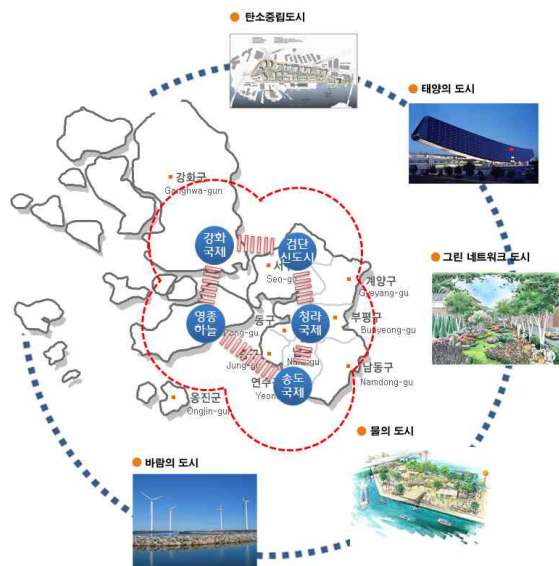 탄소중립도시
태양의 도시
강화군
Ganghwa-gun
강화
국제
검단
신도시
Seo-gu
그린 네트워크 도시
계양구
Gyeyang-gu
영종
하늘
동구
청라
국제
부평구
Bupyeong-gu
Jung-gu
남동구
Namdong-gu
연수구
송도
국제
옹진군
Ongjin-gun
물의 도시
바람의 도시